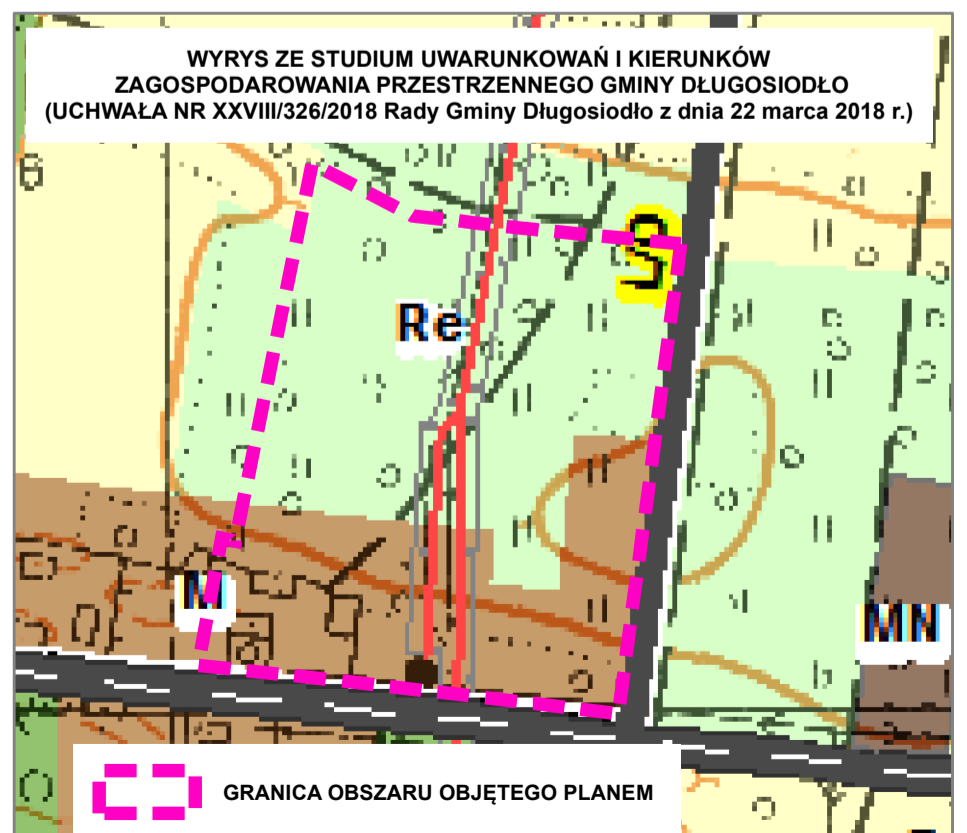 WYRYS ZE STUDIUM UWARUNKOWAŃ I KIERUNKÓW
ZAGOSPODAROWANIA PRZESTRZENNEGO GMINY DŁUGOSIODŁO
(UCHWAŁA NR XXVIII/326/2018 Rady Gminy Długosiodło z dnia 22 marca 2018 r.)
Re
M
MN
GRANICA OBSZARU OBJĘTEGO PLANEM